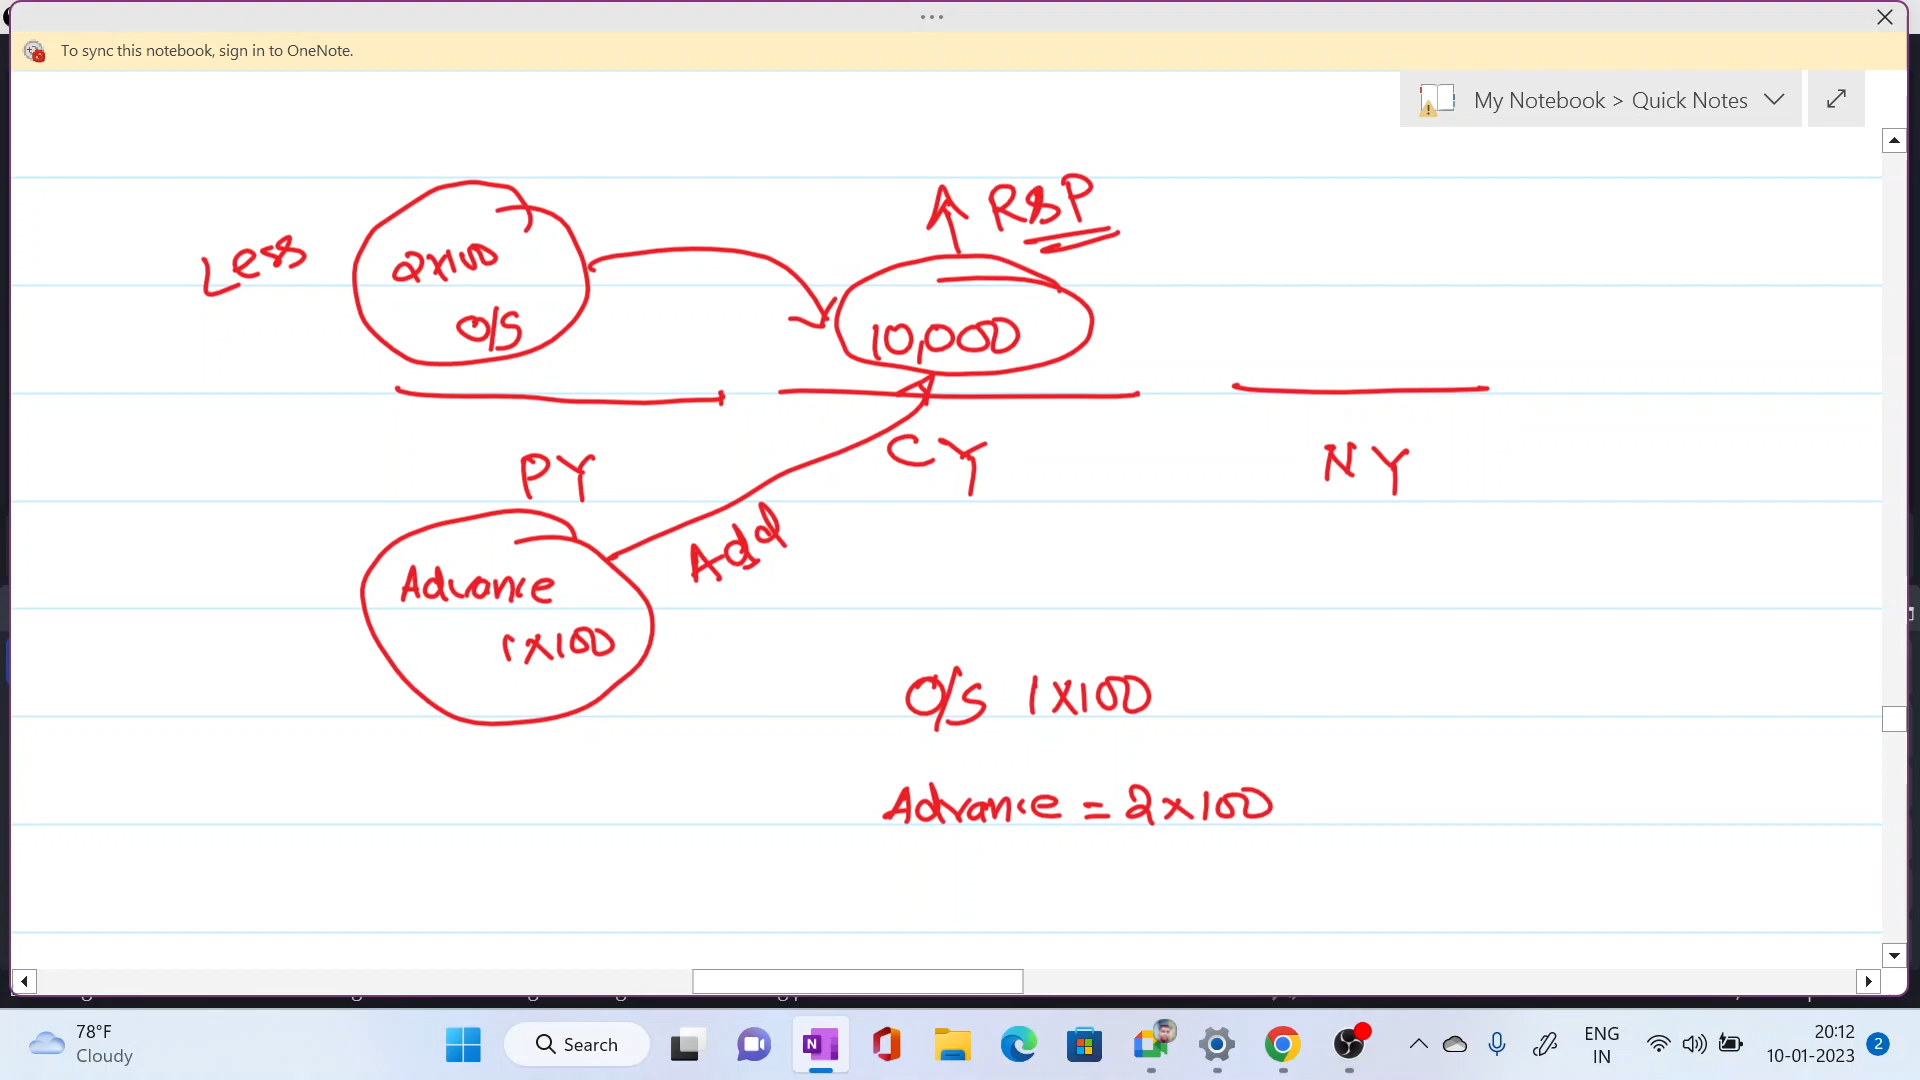 To sync this notebook, sign in to OneNote.
My Notebook > Quick Notes
R&P
Less
2x100
O/S
10,000
PY
CY
NY
Add
Advance
1x100
O/S 1x100
Advance = 2x100
78°F
Cloudy
Search
ENG
IN
20:12
10-01-2023
2